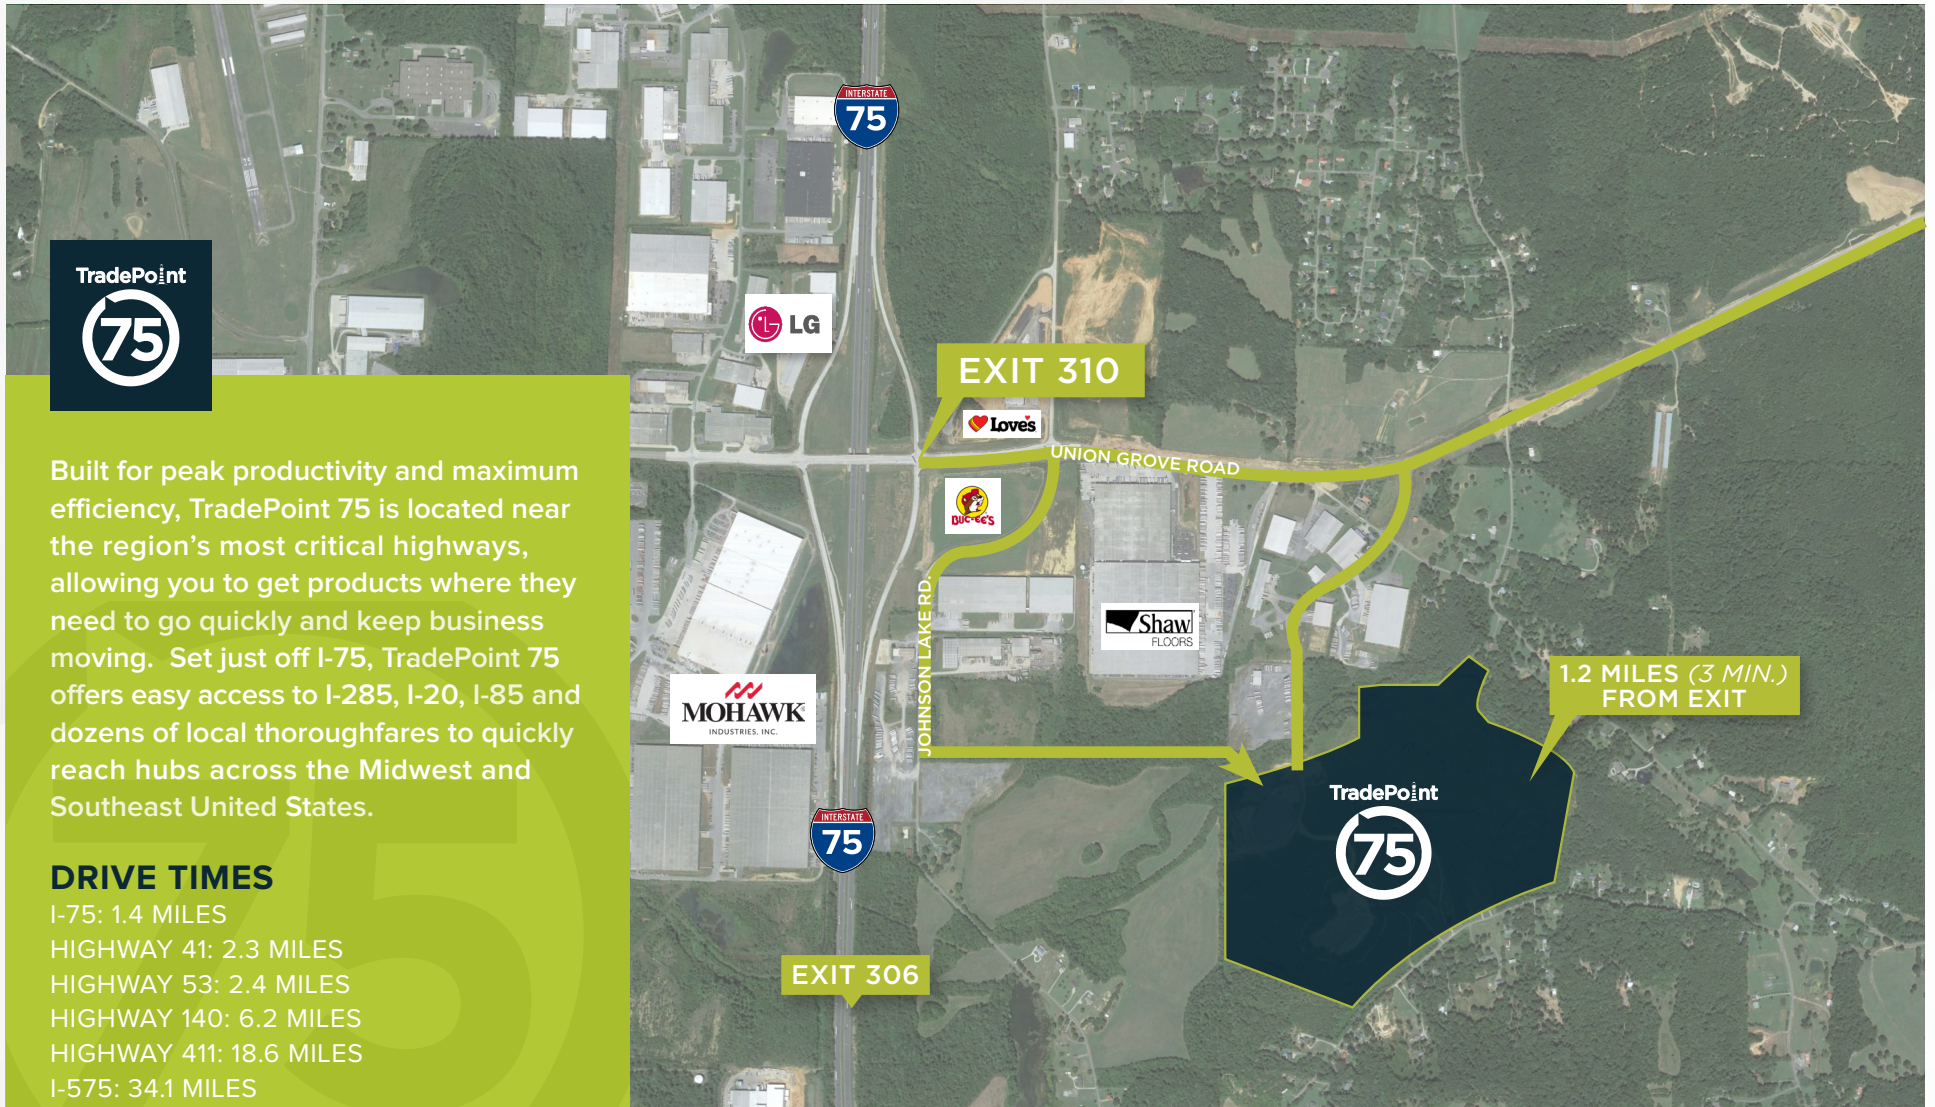 TradePoint
75
Built for peak productivity and maximum
efficiency, TradePoint 75 is located near
the region's most critical highways,
allowing you to get products where they
need to go quickly and keep business
moving.  Set just off I-75, TradePoint 75
offers easy access to I-285, I-20, I-85 and
dozens of local thoroughfares to quickly
reach hubs across the Midwest and
Southeast United States.
DRIVE TIMES
I-75: 1.4 MILES
HIGHWAY 41: 2.3 MILES
HIGHWAY 53: 2.4 MILES
HIGHWAY 140: 6.2 MILES
HIGHWAY 411: 18.6 MILES
I-575: 34.1 MILES
75
INTERSTATE
75
LG
EXIT 310
Love's
UNION GROVE ROAD
BUC-EE'S
JOHNSON LAKE RD.
Shaw
FLOORS
MOHAWK
INDUSTRIES, INC.
1.2 MILES (3 MIN.)
FROM EXIT
TradePoint
75
INTERSTATE
75
EXIT 306